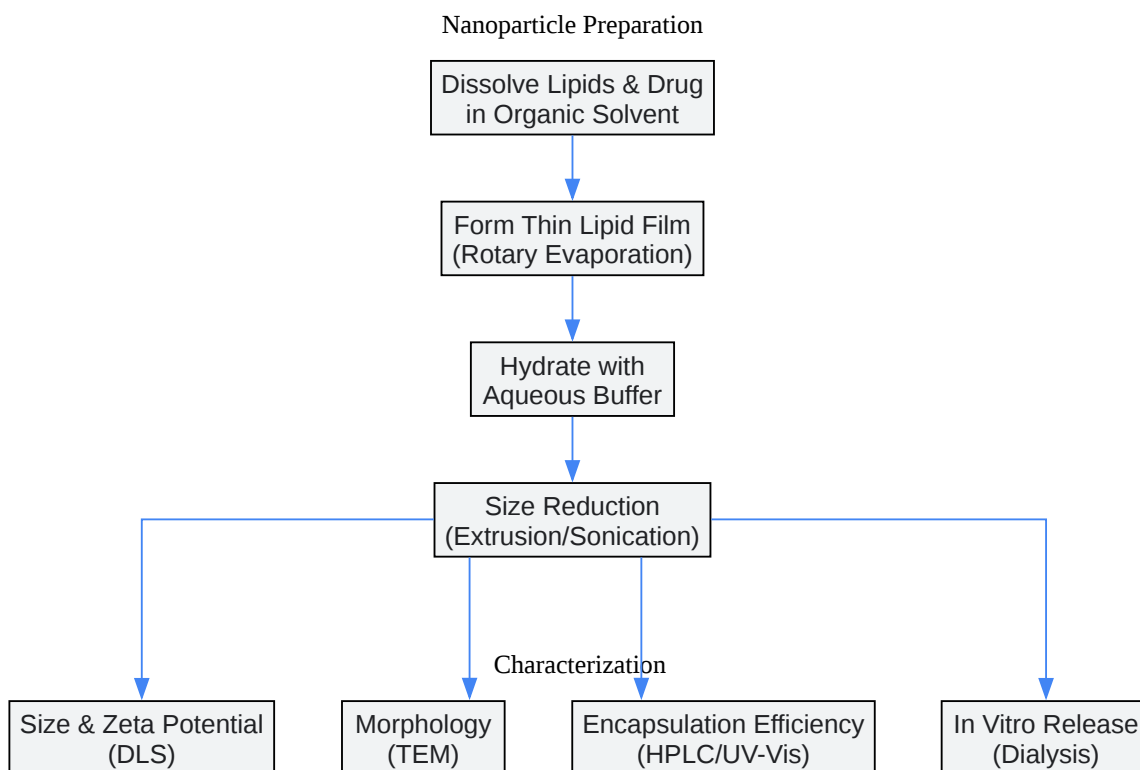 Nanoparticle Preparation
Dissolve Lipids & Drug
in Organic Solvent
Form Thin Lipid Film
(Rotary Evaporation)
Hydrate with
Aqueous Buffer
Size Reduction
(Extrusion/Sonication)
Characterization
Size & Zeta Potential
(DLS)
Morphology
(TEM)
Encapsulation Efficiency
(HPLC/UV-Vis)
In Vitro Release
(Dialysis)